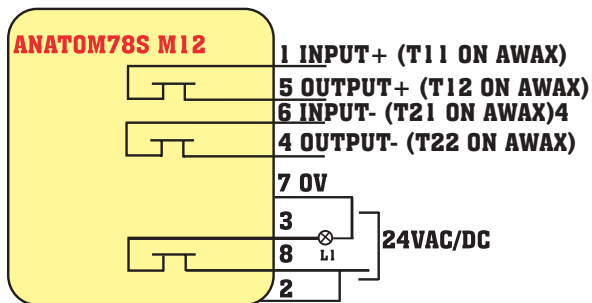 ANATOM78S M12
1 INPUT+ (T11 ON AWAX)
5 OUTPUT+ (T12 ON AWAX)
6 INPUT- (T21 ON AWAX)4
4 OUTPUT- (T22 ON AWAX)
7 0V
3
L1
24VAC/DC
8
2